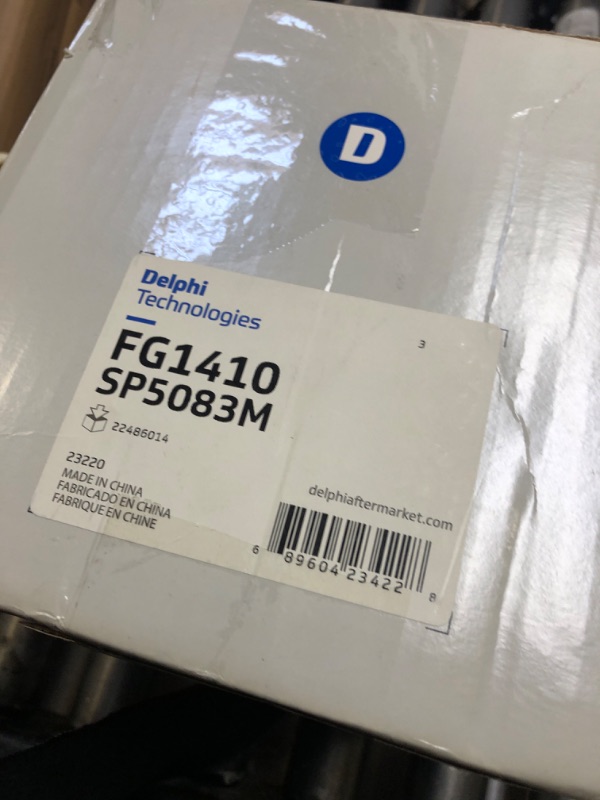 D
Delphi
Technologies
3
FG1410
SP5083M
22486014
23220
MADE IN CHINA
FABRICADO EN CHINA
FABRIQUE EN CHINE
delphiaftermarket.com
6 89604 23422 8